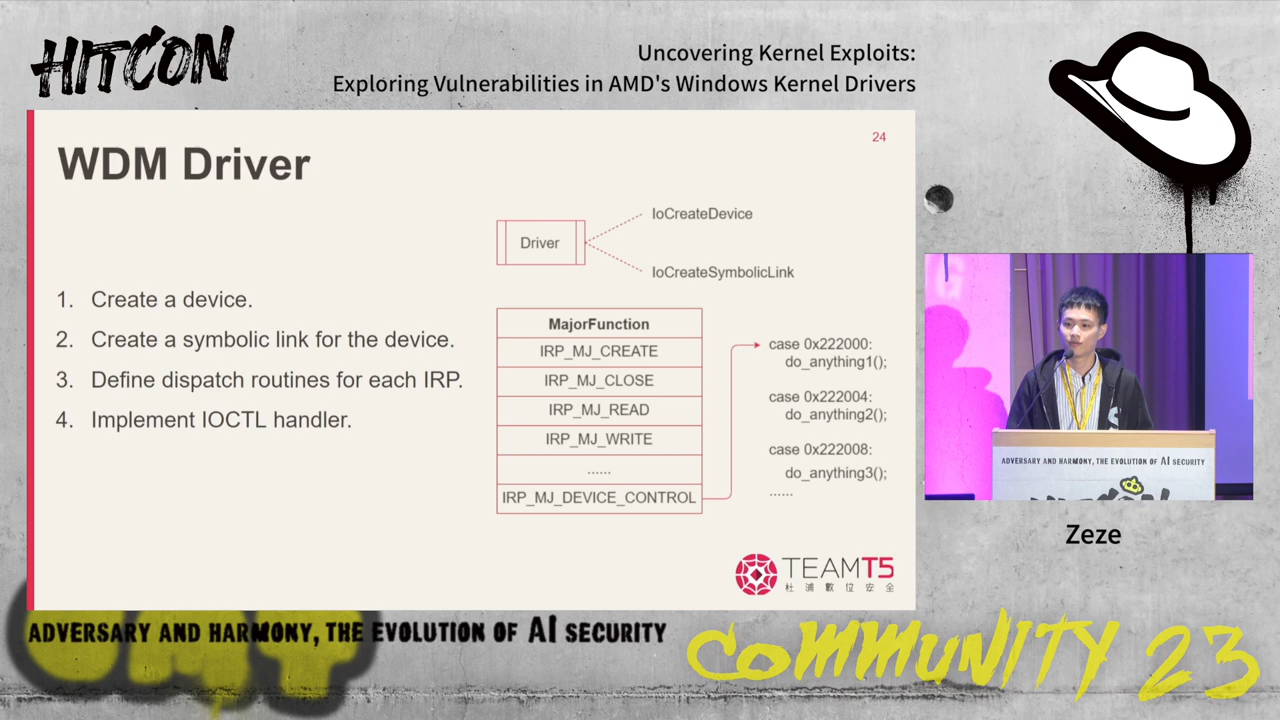 HITCON
Uncovering Kernel Exploits:
Exploring Vulnerabilities in AMD's Windows Kernel Drivers
24
WDM Driver
1. Create a device.
2. Create a symbolic link for the device.
3. Define dispatch routines for each IRP.
4. Implement IOCTL handler.
Driver
IoCreateDevice
IoCreateSymbolicLink
MajorFunction
IRP_MJ_CREATE
IRP_MJ_CLOSE
IRP_MJ_READ
IRP_MJ_WRITE
......
IRP_MJ_DEVICE_CONTROL
case 0x222000:
do_anything1();
case 0x222004:
do_anything2();
case 0x222008:
do_anything3();
......
TEAMT5
杜浦數位安全
ADVERSARY AND HARMONY, THE EVOLUTION OF AI SECURITY
Zeze
ADVERSARY AND HARMONY, THE EVOLUTION OF AI SECURITY
COMMUNITY 23